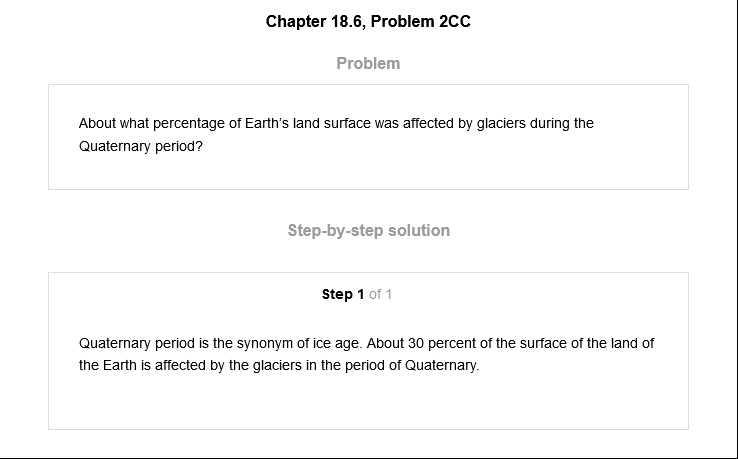 Chapter 18.6, Problem 2CC
Problem
About what percentage of Earth's land surface was affected by glaciers during the
Quaternary period?
Step-by-step solution
Step 1 of 1
Quaternary period is the synonym of ice age. About 30 percent of the surface of the land of
the Earth is affected by the glaciers in the period of Quaternary.